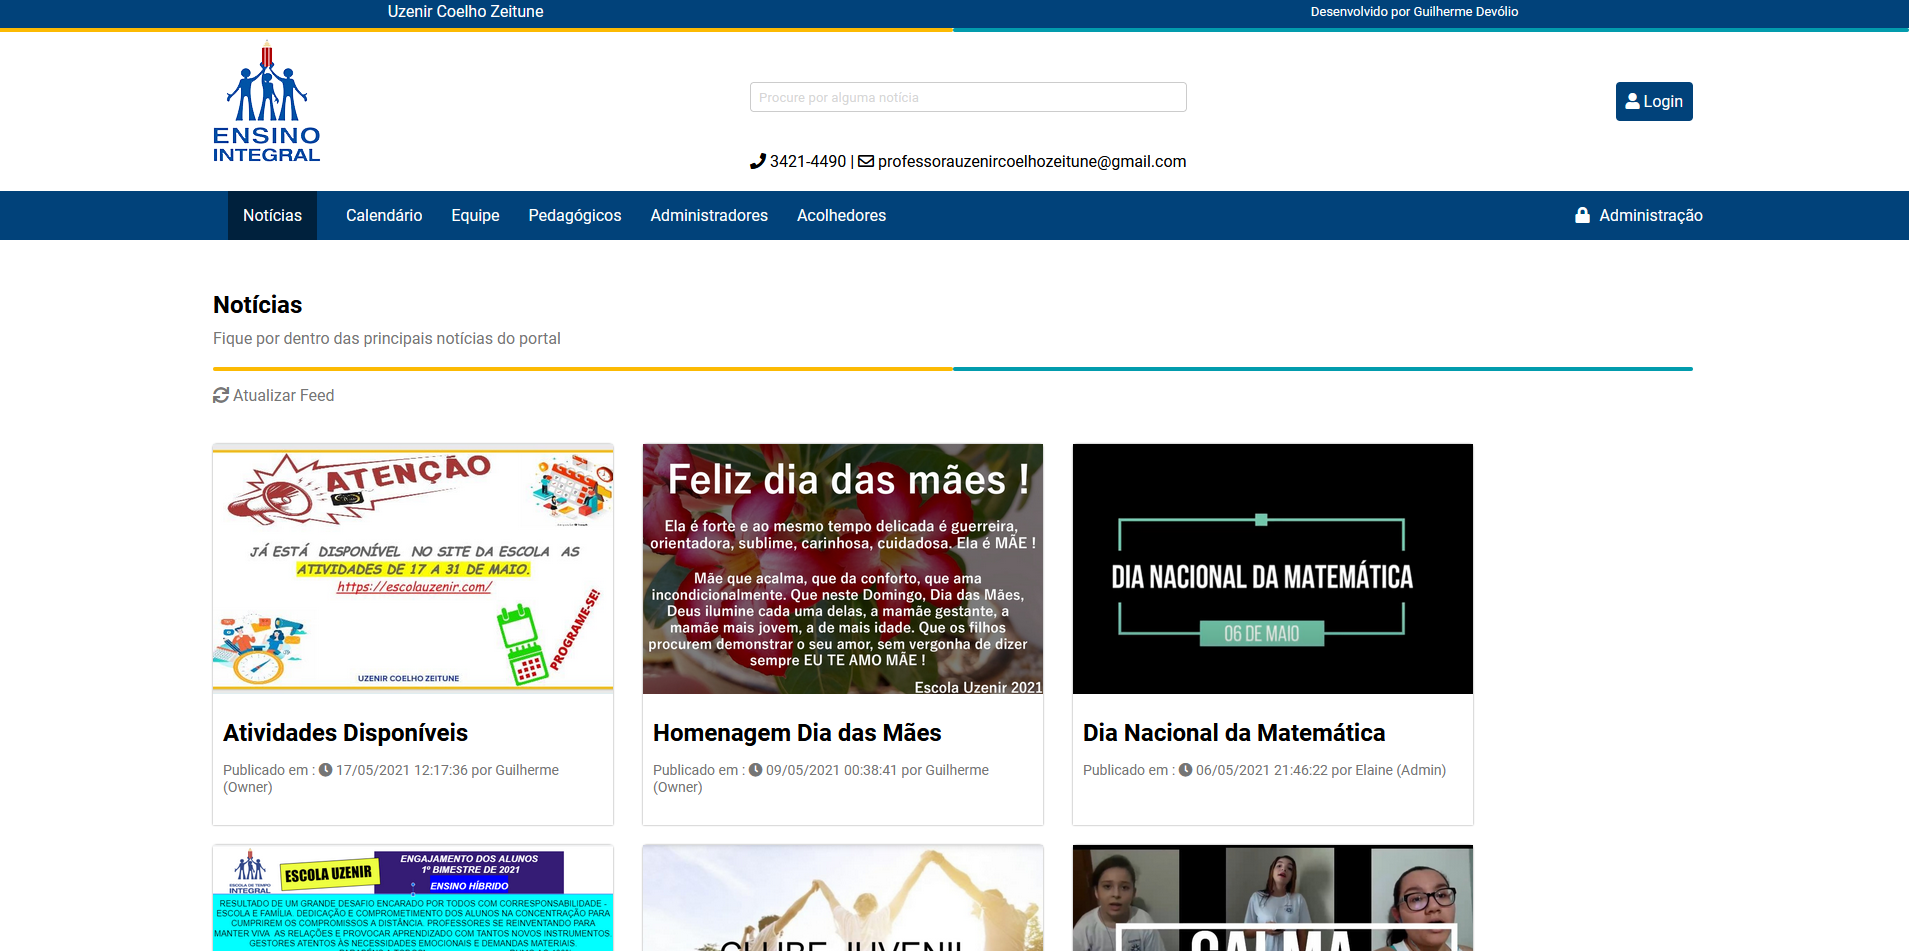 Uzenir Coelho Zeitune
Desenvolvido por Guilherme Devólio
ENSINO
INTEGRAL
Procure por alguma notícia
Login
3421-4490 | professorauzenircoelhozeitune@gmail.com
Notícias
Calendário
Equipe
Pedagógicos
Administradores
Acolhedores
Administração
Notícias
Fique por dentro das principais notícias do portal
Atualizar Feed
ATENÇÃO
JÁ ESTÁ DISPONÍVEL NO SITE DA ESCOLA AS
ATIVIDADES DE 17 A 31 DE MAIO.
https://escolauzenir.com/
PROGRAME-SE!
UZENIR COELHO ZEITUNE
Atividades Disponíveis
Publicado em : 17/05/2021 12:17:36 por Guilherme
(Owner)
Feliz dia das mães !
Ela é forte e ao mesmo tempo delicada é guerreira,
orientadora, sublime, carinhosa, cuidadosa. Ela é MÃE !
Mãe que acalma, que da conforto, que ama
incondicionalmente. Que neste Domingo, Dia das Mães,
Deus ilumine cada uma delas, a mamãe gestante, a
mamãe mais jovem, a de mais idade. Que os filhos
procurem demonstrar o seu amor, sem vergonha de dizer
sempre EU TE AMO MÃE !
Escola Uzenir 2021
Homenagem Dia das Mães
Publicado em : 09/05/2021 00:38:41 por Guilherme
(Owner)
DIA NACIONAL DA MATEMÁTICA
06 DE MAIO
Dia Nacional da Matemática
Publicado em : 06/05/2021 21:46:22 por Elaine (Admin)
ESCOLA DE TEMPO
INTEGRAL
ESCOLA UZENIR
ENGAJAMENTO DOS ALUNOS
1º BIMESTRE DE 2021
ENSINO HÍBRIDO
RESULTADO DE UM GRANDE DESAFIO ENCARADO POR TODOS COM CORRESPONSABILIDADE -
ESCOLA E FAMÍLIA. DEDICAÇÃO E COMPROMETIMENTO DOS ALUNOS NA CONCENTRAÇÃO PARA
CUMPRIREM OS COMPROMISSOS A DISTÂNCIA. PROFESSORES SE REINVENTANDO PARA
MANTER VIVA AS RELAÇÕES E PROVOCAR APRENDIZADO COM TANTOS NOVOS INSTRUMENTOS.
GESTORES ATENTOS ÀS NECESSIDADES EMOCIONAIS E DEMANDAS MATERIAIS.
CLUBE JUVENIL
CALMA